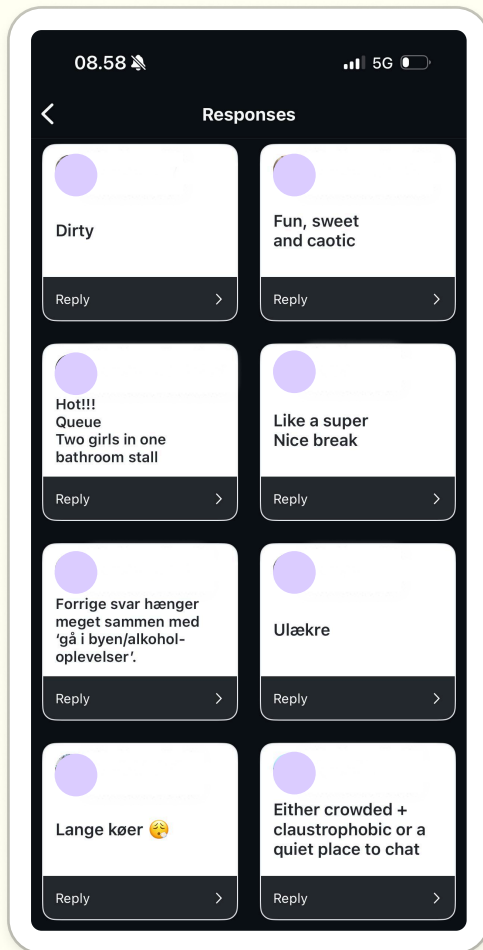 08.58
5G
Responses
Dirty
Reply
Fun, sweet
and caotic
Reply
Hot!!!
Queue
Two girls in one
bathroom stall
Reply
Like a super
Nice break
Reply
Forrige svar hænger
meget sammen med
‘gå i byen/alkohol-
oplevelser’.
Reply
Ulækre
Reply
Lange køer 😮‍💨
Reply
Either crowded +
claustrophobic or a
quiet place to chat
Reply